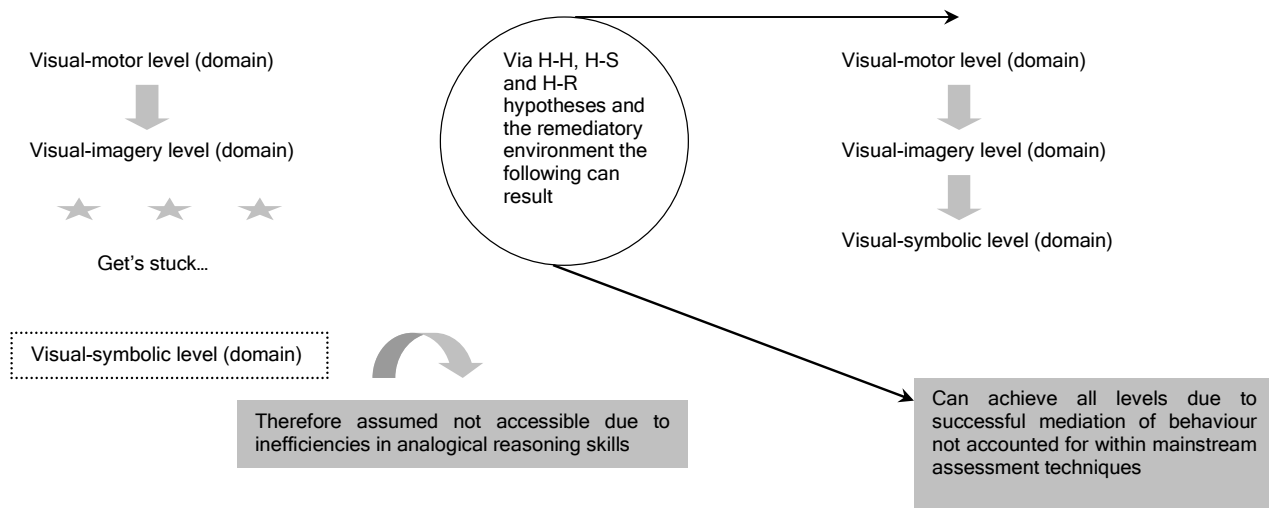 Visual-motor level (domain)
Visual-imagery level (domain)
Get's stuck…
Visual-symbolic level (domain)
Therefore assumed not accessible due to
inefficiencies in analogical reasoning skills
Via H-H, H-S
and H-R
hypotheses and
the remediatory
environment the
following can
result
Visual-motor level (domain)
Visual-imagery level (domain)
Visual-symbolic level (domain)
Can achieve all levels due to
successful mediation of behaviour
not accounted for within mainstream
assessment techniques